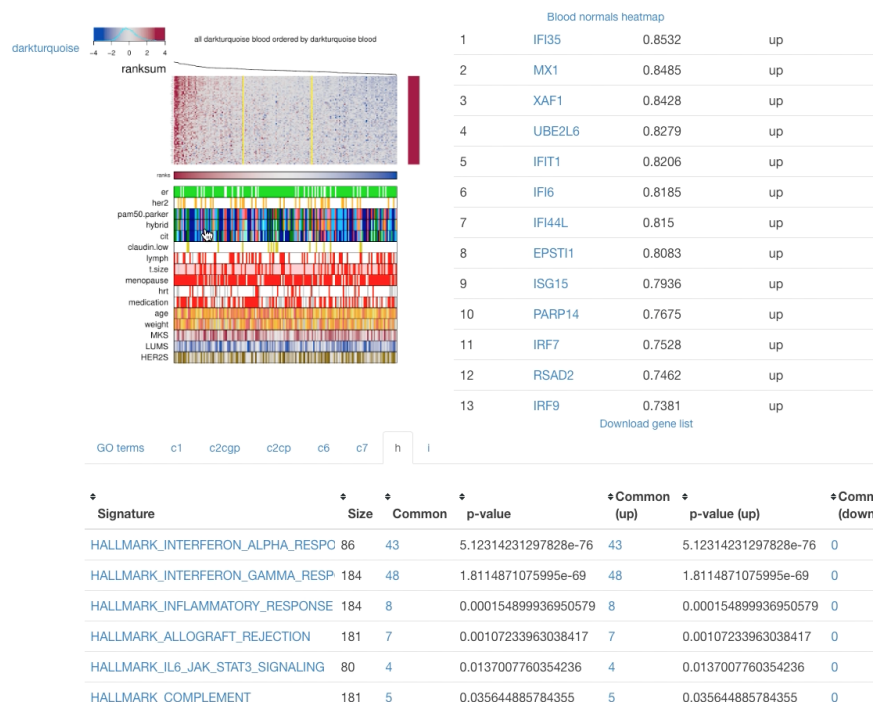 Blood normals heatmap
darkturquoise
-4 -2 0 2 4
all darkturquoise blood ordered by darkturquoise blood
ranksum
ranks
er
her2
pam50.parker
hybrid
cit
claudin.low
lymph
t.size
menopause
hrt
medication
age
weight
MKS
LUMS
HER2S
1 IFI35 0.8532 up
2 MX1 0.8485 up
3 XAF1 0.8428 up
4 UBE2L6 0.8279 up
5 IFIT1 0.8206 up
6 IFI6 0.8185 up
7 IFI44L 0.815 up
8 EPSTI1 0.8083 up
9 ISG15 0.7936 up
10 PARP14 0.7675 up
11 IRF7 0.7528 up
12 RSAD2 0.7462 up
13 IRF9 0.7381 up
Download gene list
GO terms c1 c2cgp c2cp c6 c7 h i
Signature Size Common p-value Common (up) p-value (up) Comm (down
HALLMARK_INTERFERON_ALPHA_RESPO 86 43 5.12314231297828e-76 43 5.12314231297828e-76 0
HALLMARK_INTERFERON_GAMMA_RESP 184 48 1.8114871075995e-69 48 1.8114871075995e-69 0
HALLMARK_INFLAMMATORY_RESPONSE 184 8 0.000154899936950579 8 0.000154899936950579 0
HALLMARK_ALLOGRAFT_REJECTION 181 7 0.00107233963038417 7 0.00107233963038417 0
HALLMARK_IL6_JAK_STAT3_SIGNALING 80 4 0.0137007760354236 4 0.0137007760354236 0
HALLMARK_COMPLEMENT 181 5 0.035644885784355 5 0.035644885784355 0